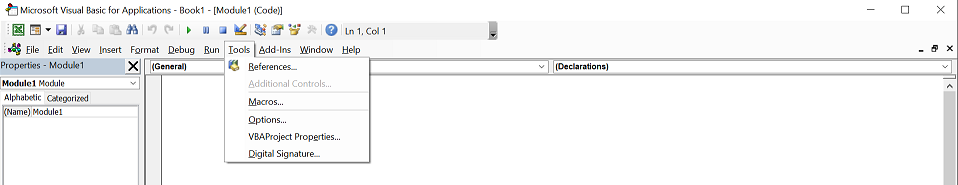 Microsoft Visual Basic for Applications - Book1 - [Module1 (Code)]
Ln 1, Col 1
File Edit View Insert Format Debug Run Tools Add-Ins Window Help
Properties - Module1
(General)
(Declarations)
Module1 Module
Alphabetic Categorized
(Name) Module1
References...
Additional Controls...
Macros...
Options...
VBAProject Properties...
Digital Signature...